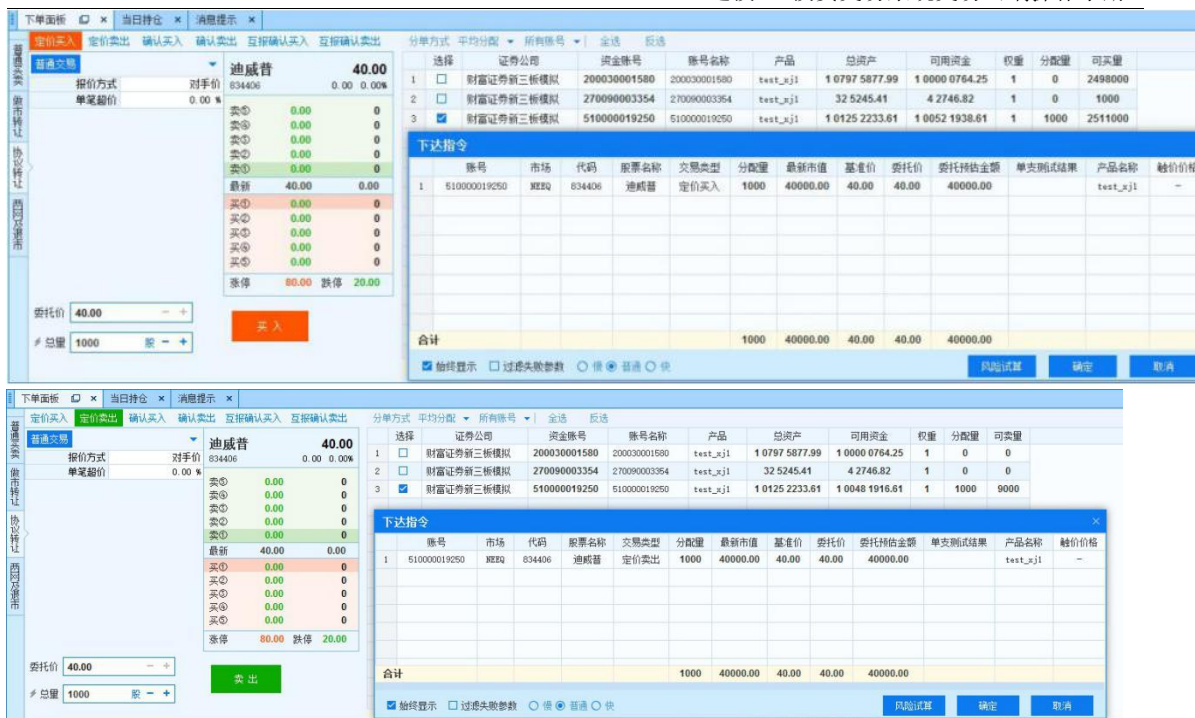 下单面板 × 当日持仓 × 消息提示 ×
定价买入 定价卖出 确认买入 确认卖出 互报确认买入 互报确认卖出 分单方式 平均分配 所有账号 全选 反选
普通买卖 做市转让 协议转让 两网及退市
普通交易
报价方式 对手价
单笔超价 0.00 %
迪威普 40.00
834406 0.00 0.00%
卖⑤ 0.00 0
卖④ 0.00 0
卖③ 0.00 0
卖② 0.00 0
卖① 0.00 0
最新 40.00 0.00
买① 0.00 0
买② 0.00 0
买③ 0.00 0
买④ 0.00 0
买⑤ 0.00 0
涨停 80.00 跌停 20.00
委托价 40.00 - +
总量 1000 股 - +
买入
选择 证券公司 资金账号 账号名称 产品 总资产 可用资金 权重 分配量 可买量
1 财富证券新三板模拟 200030001580 200030001580 test_xj1 1 0797 5877.99 1 0000 0764.25 1 0 2498000
2 财富证券新三板模拟 270090003354 270090003354 test_xj1 32 5245.41 4 2746.82 1 0 1000
3 财富证券新三板模拟 510000019250 510000019250 test_xj1 1 0125 2233.61 1 0052 1938.61 1 1000 2511000
下达指令
账号 市场 代码 股票名称 交易类型 分配量 最新市值 基准价 委托价 委托预估金额 单支测试结果 产品名称 触价价格
1 510000019250 NEEQ 834406 迪威普 定价买入 1000 40000.00 40.00 40.00 40000.00 test_xj1 -
合计 1000 40000.00 40.00 40.00 40000.00
始终显示 过滤失败参数 慢 普通 快 风险试算 确定 取消
下单面板 × 当日持仓 × 消息提示 ×
定价买入 定价卖出 确认买入 确认卖出 互报确认买入 互报确认卖出 分单方式 平均分配 所有账号 全选 反选
普通买卖 做市转让 协议转让 两网及退市
普通交易
报价方式 对手价
单笔超价 0.00 %
迪威普 40.00
834406 0.00 0.00%
卖⑤ 0.00 0
卖④ 0.00 0
卖③ 0.00 0
卖② 0.00 0
卖① 0.00 0
最新 40.00 0.00
买① 0.00 0
买② 0.00 0
买③ 0.00 0
买④ 0.00 0
买⑤ 0.00 0
涨停 80.00 跌停 20.00
委托价 40.00 - +
总量 1000 股 - +
卖出
选择 证券公司 资金账号 账号名称 产品 总资产 可用资金 权重 分配量 可卖量
1 财富证券新三板模拟 200030001580 200030001580 test_xj1 1 0797 5877.99 1 0000 0764.25 1 0 0
2 财富证券新三板模拟 270090003354 270090003354 test_xj1 32 5245.41 4 2746.82 1 0 0
3 财富证券新三板模拟 510000019250 510000019250 test_xj1 1 0125 2233.61 1 0048 1916.61 1 1000 9000
下达指令 ×
账号 市场 代码 股票名称 交易类型 分配量 最新市值 基准价 委托价 委托预估金额 单支测试结果 产品名称 触价价格
1 510000019250 NEEQ 834406 迪威普 定价卖出 1000 40000.00 40.00 40.00 40000.00 test_xj1 -
合计 1000 40000.00 40.00 40.00 40000.00
始终显示 过滤失败参数 慢 普通 快 风险试算 确定 取消